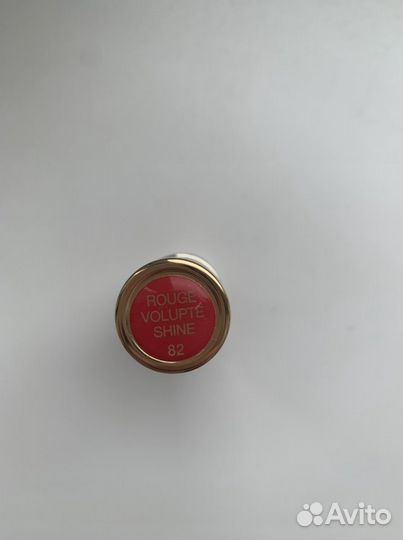 ROUGE
VOLUPTÉ
SHINE
82
Avito